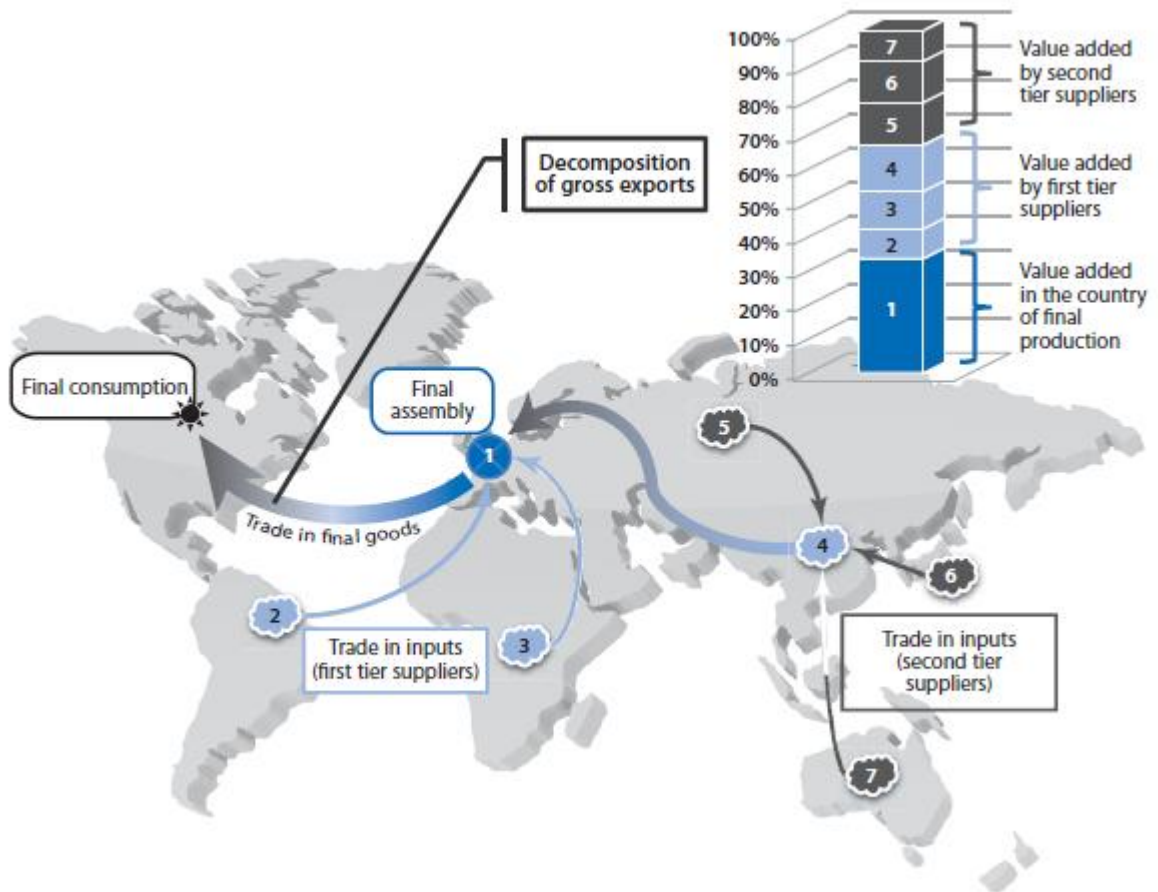 100%
90%
80%
70%
60%
50%
40%
30%
20%
10%
0%
7
6
5
4
3
2
1
Value added
by second
tier suppliers
Value added
by first tier
suppliers
Value added
in the country
of final
production
Decomposition
of gross exports
Final consumption
Final
assembly
1
Trade in final goods
2
Trade in inputs
(first tier suppliers)
3
5
4
6
Trade in inputs
(second tier
suppliers)
7